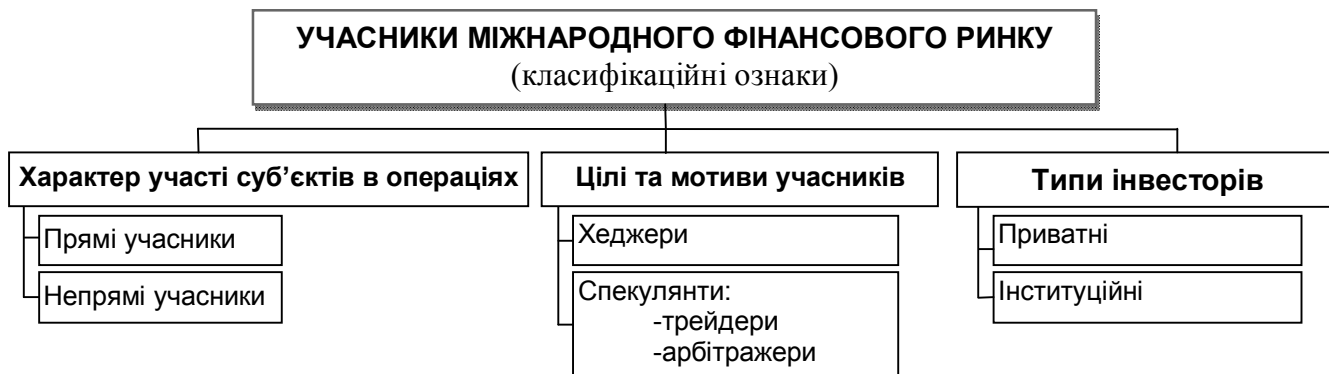 УЧАСНИКИ МІЖНАРОДНОГО ФІНАНСОВОГО РИНКУ
(класифікаційні ознаки)
Характер участі суб’єктів в операціях
Прямі учасники
Непрямі учасники
Цілі та мотиви учасників
Хеджери
Спекулянти:
-трейдери
-арбітражери
Типи інвесторів
Приватні
Інституційні